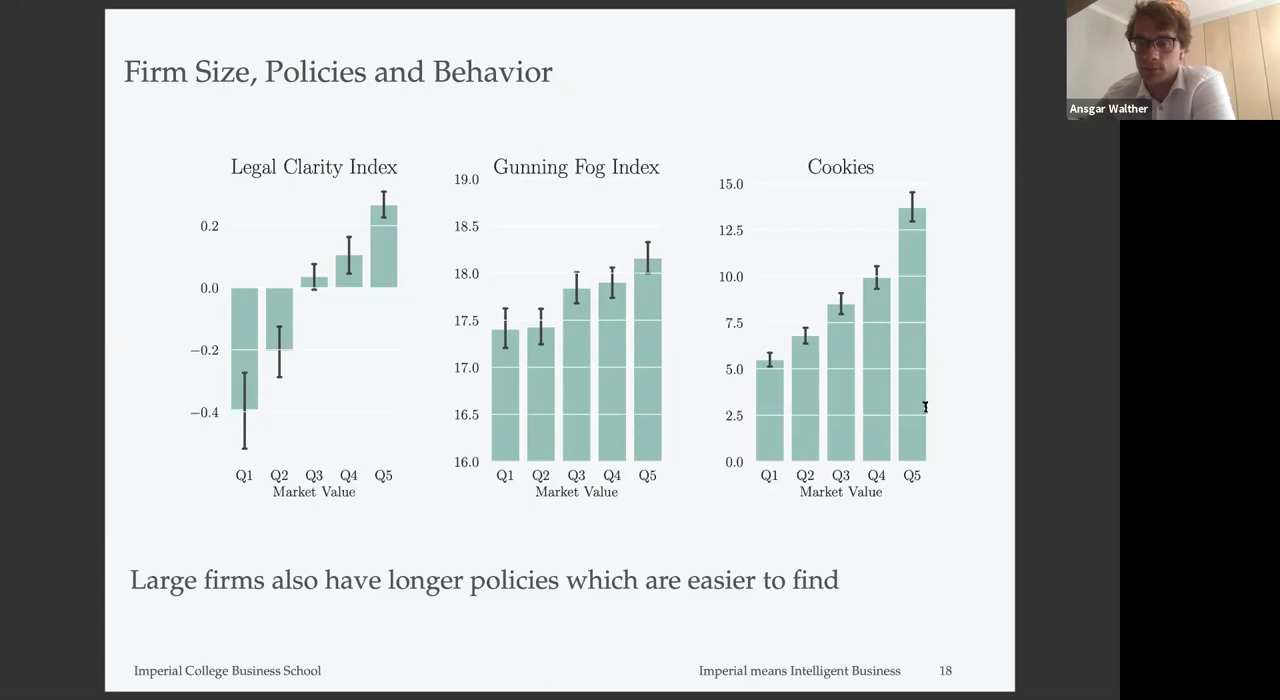 Firm Size, Policies and Behavior
Ansgar Walther
Legal Clarity Index
0.2
0.0
−0.2
−0.4
Q1 Q2 Q3 Q4 Q5
Market Value
Gunning Fog Index
19.0
18.5
18.0
17.5
17.0
16.5
16.0
Q1 Q2 Q3 Q4 Q5
Market Value
Cookies
15.0
12.5
10.0
7.5
5.0
2.5
0.0
Q1 Q2 Q3 Q4 Q5
Market Value
Large firms also have longer policies which are easier to find
Imperial College Business School
Imperial means Intelligent Business
18